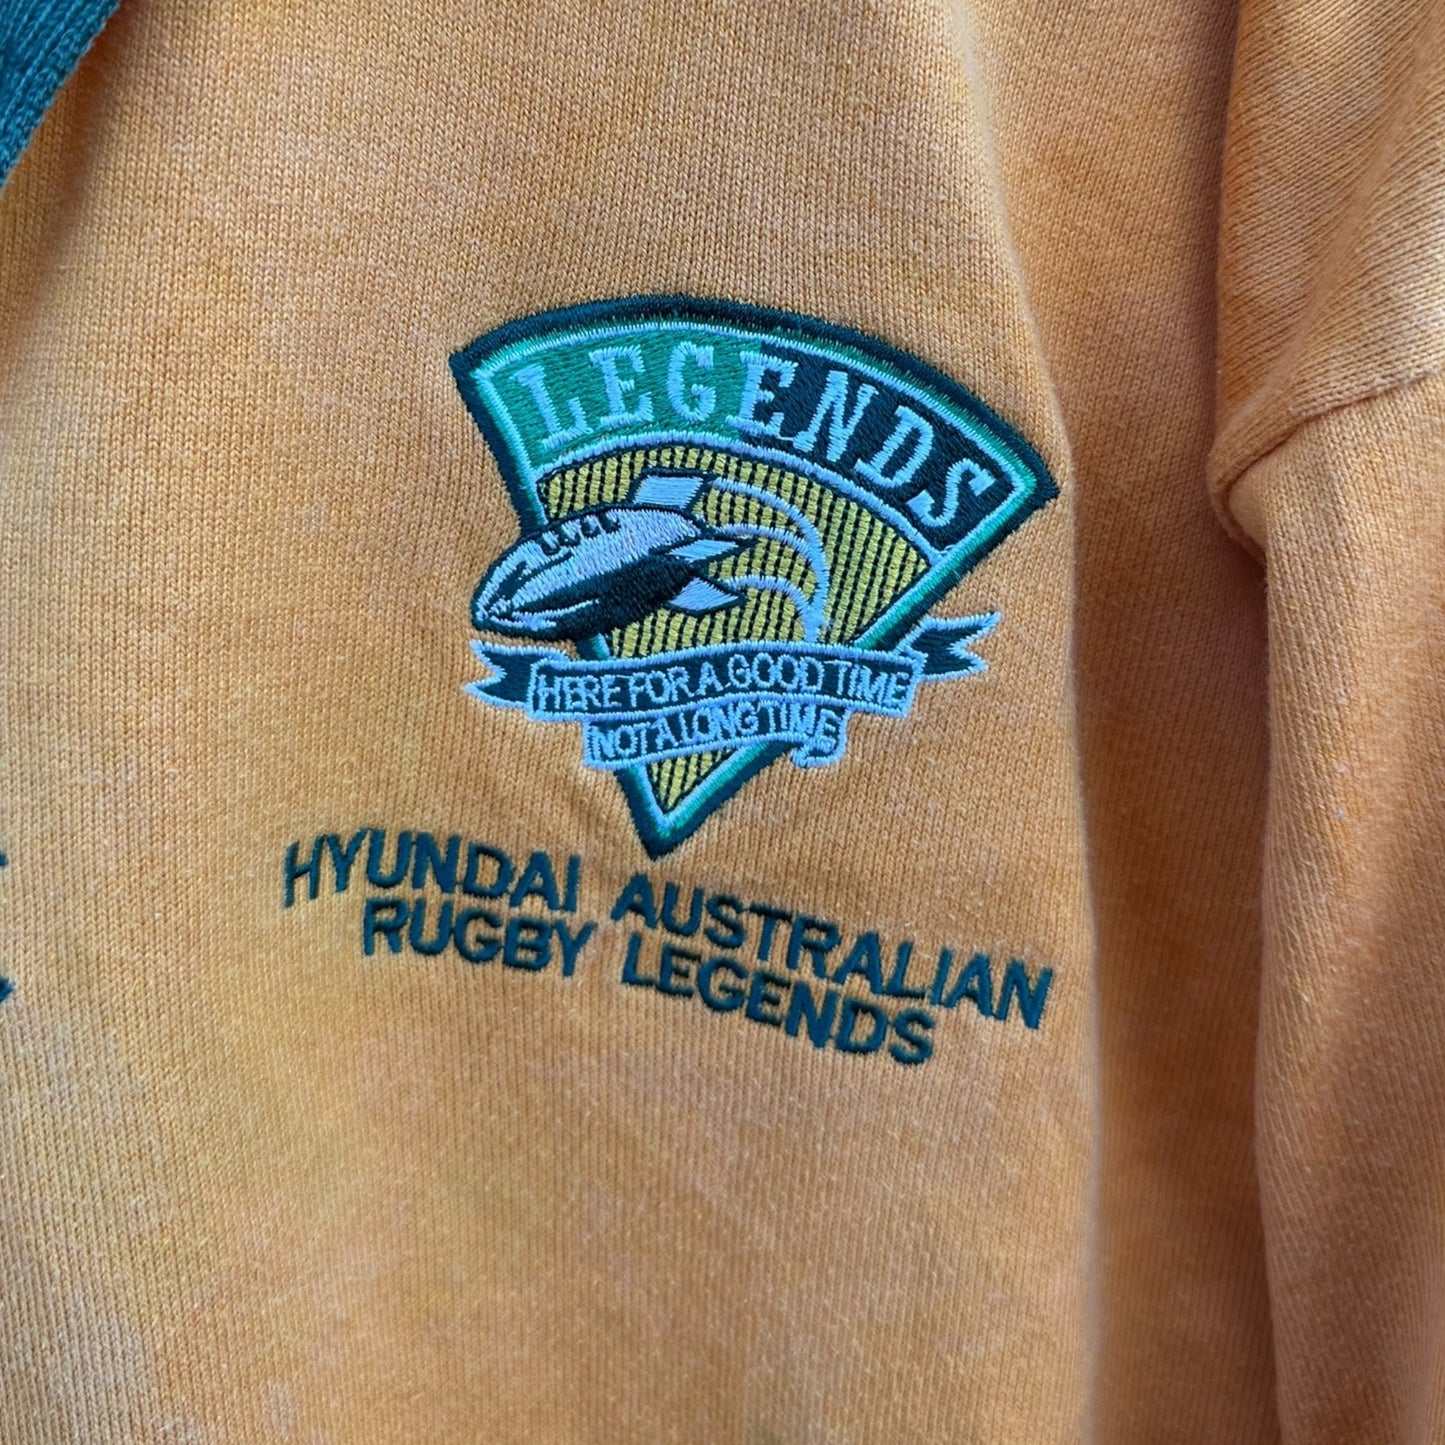 LEGENDS
HERE FOR A GOOD TIME
NOT A LONG TIME
HYUNDAI AUSTRALIAN
RUGBY LEGENDS